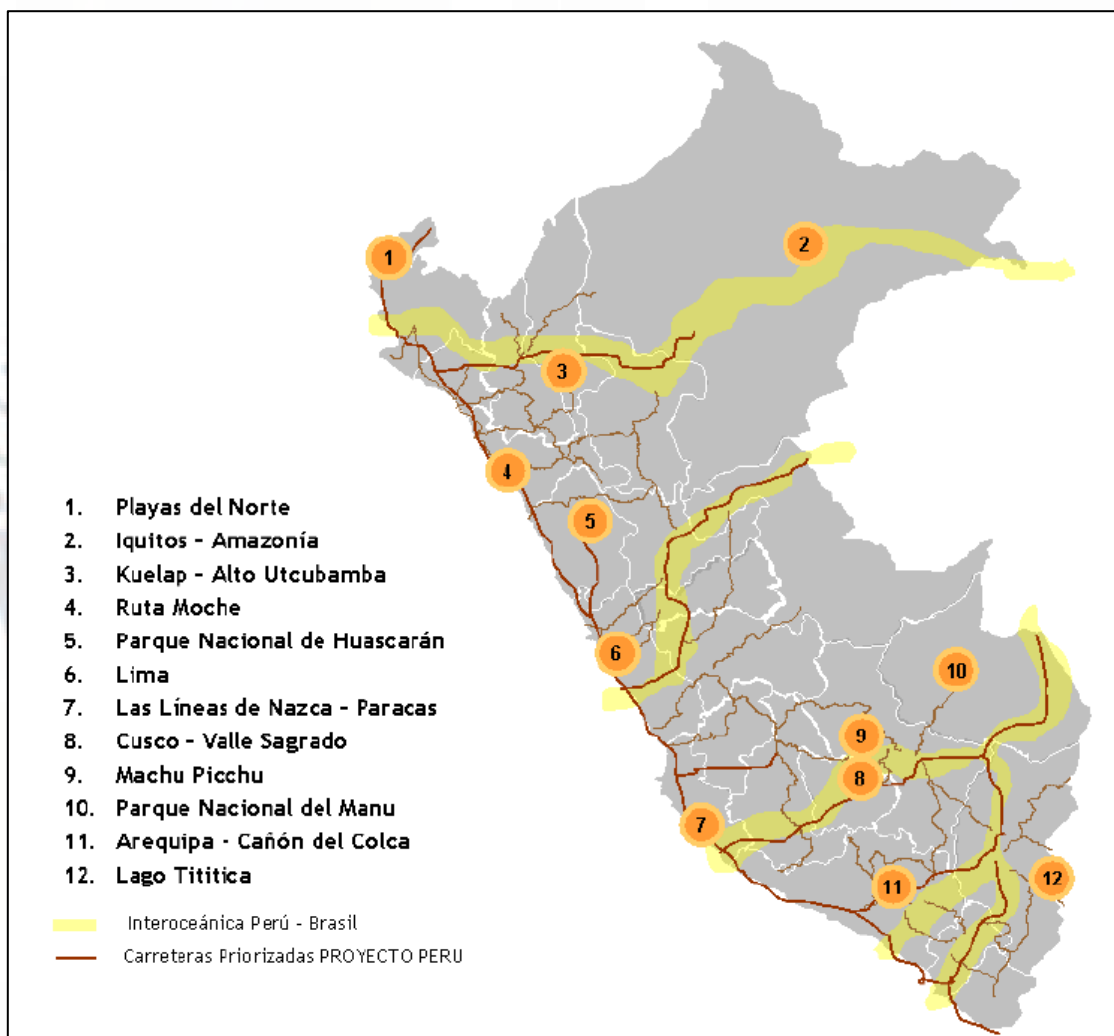 1
2
3
4
5
6
7
8
9
10
11
12
1. Playas del Norte
2. Iquitos - Amazonía
3. Kuelap - Alto Utcubamba
4. Ruta Moche
5. Parque Nacional de Huascarán
6. Lima
7. Las Líneas de Nazca - Paracas
8. Cusco - Valle Sagrado
9. Machu Picchu
10. Parque Nacional del Manu
11. Arequipa - Cañón del Colca
12. Lago Tititica
Interoceánica Perú - Brasil
Carreteras Priorizadas PROYECTO PERU